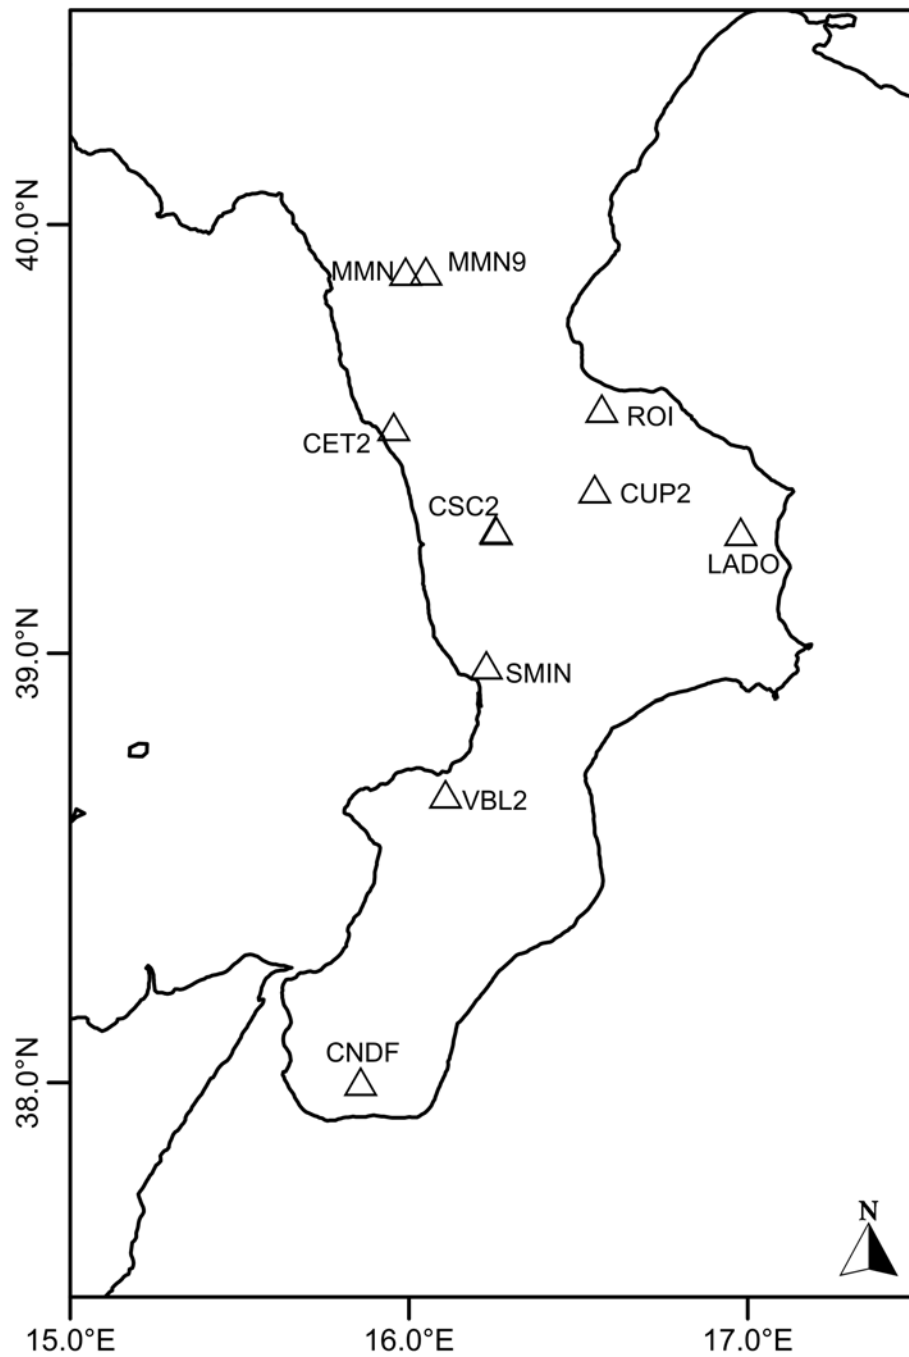 40.0°N
MMN
MMN9
ROI
CET2
CUP2
CSC2
LADO
39.0°N
SMIN
VBL2
CNDF
38.0°N
N
15.0°E
16.0°E
17.0°E